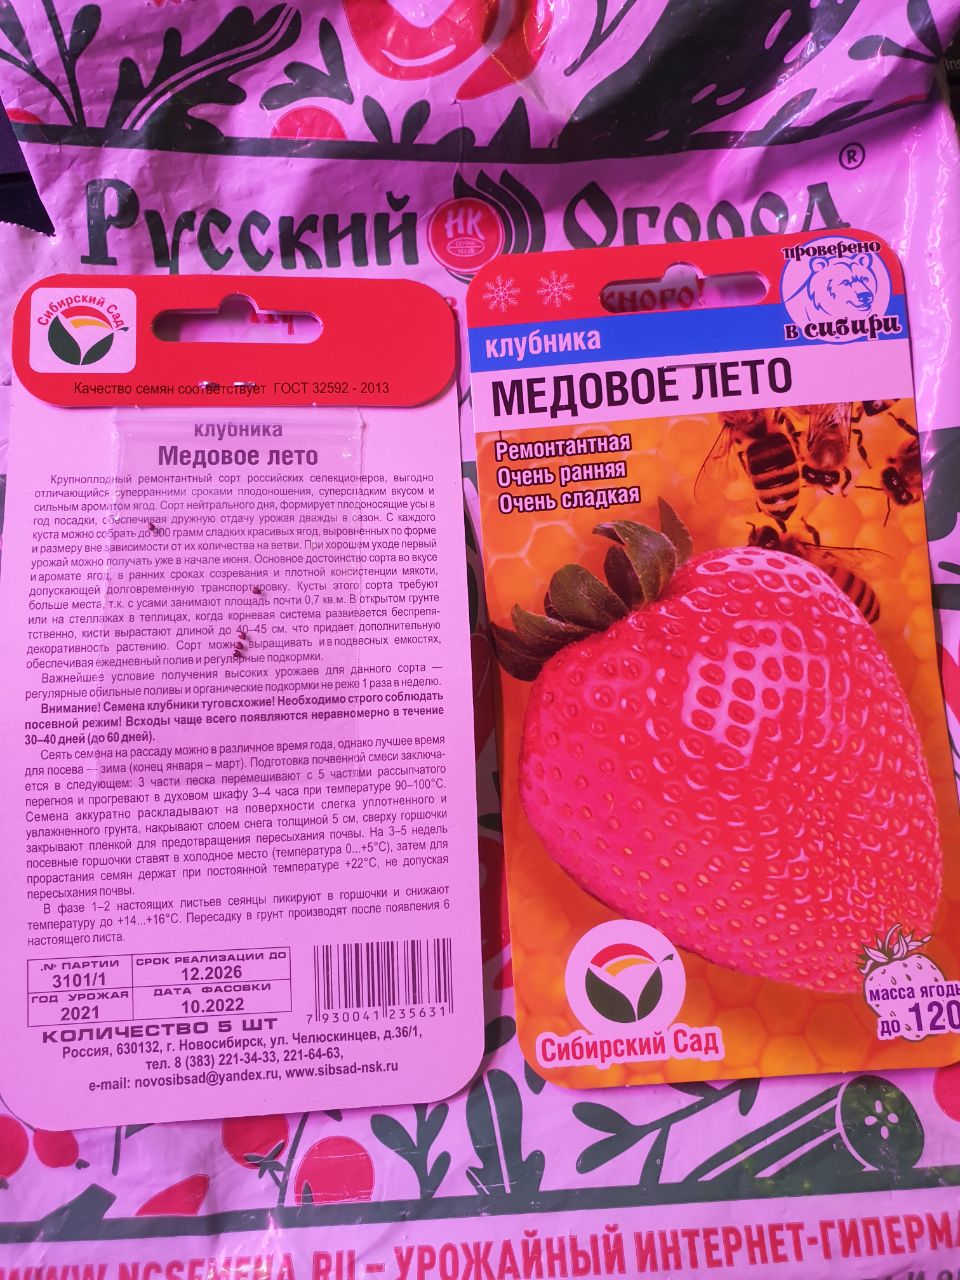 Русский Огород
НК
®
Сибирский Сад
Качество семян соответствует ГОСТ 32592 - 2013
клубника
Медовое лето
Крупноплодный ремонтантный сорт российских селекционеров, выгодно
отличающийся суперранними сроками плодоношения, суперсладким вкусом и
сильным ароматом ягод. Сорт нейтрального дня, формирует плодоносящие усы в
год посадки, обеспечивая дружную отдачу урожая дважды в сезон. С каждого
куста можно собрать до 900 грамм сладких красивых ягод, выровненных по форме
и размеру вне зависимости от их количества на ветви. При хорошем уходе первый
урожай можно получать уже в начале июня. Основное достоинство сорта во вкусе
и аромате ягод, в ранних сроках созревания и плотной консистенции мякоти,
допускающей долговременную транспортировку. Кусты этого сорта требуют
больше места, т.к. с усами занимают площадь почти 0,7 кв.м. В открытом грунте
или на стеллажах в теплицах, когда корневая система развивается беспрепя-
тственно, кисти вырастают длиной до 40–45 см, что придает дополнительную
декоративность растению. Сорт можно выращивать и в подвесных емкостях,
обеспечивая ежедневный полив и регулярные подкормки.
Важнейшее условие получения высоких урожаев для данного сорта —
регулярные обильные поливы и органические подкормки не реже 1 раза в неделю.
Внимание! Семена клубники туговсхожие! Необходимо строго соблюдать
посевной режим! Всходы чаще всего появляются неравномерно в течение
30–40 дней (до 60 дней).
Сеять семена на рассаду можно в различное время года, однако лучшее время
для посева — зима (конец января – март). Подготовка почвенной смеси заключа-
ется в следующем: 3 части песка перемешивают с 5 частями рассыпчатого
перегноя и прогревают в духовом шкафу 3–4 часа при температуре 90–100°С.
Семена аккуратно раскладывают на поверхности слегка уплотненного и
увлажненного грунта, накрывают слоем снега толщиной 5 см, сверху горшочки
закрывают пленкой для предотвращения пересыхания почвы. На 3–5 недель
посевные горшочки ставят в холодное место (температура 0...+5°С), затем для
прорастания семян держат при постоянной температуре +22°С, не допуская
пересыхания почвы.
В фазе 1–2 настоящих листьев сеянцы пикируют в горшочки и снижают
температуру до +14...+16°С. Пересадку в грунт производят после появления 6
настоящего листа.
.№ ПАРТИИ
3101/1
СРОК РЕАЛИЗАЦИИ ДО
12.2026
ГОД УРОЖАЯ
2021
ДАТА ФАСОВКИ
10.2022
КОЛИЧЕСТВО 5 ШТ
7 930041 235631
Россия, 630132, г. Новосибирск, ул. Челюскинцев, д.36/1,
тел. 8 (383) 221-34-33, 221-64-63,
e-mail: novosibsad@yandex.ru, www.sibsad-nsk.ru
проверено
в сибири
клубника
МЕДОВОЕ ЛЕТО
Ремонтантная
Очень ранняя
Очень сладкая
Сибирский Сад
масса ягоды
до 120
WWW.NCSEMENA.RU – УРОЖАЙНЫЙ ИНТЕРНЕТ-ГИПЕРМА